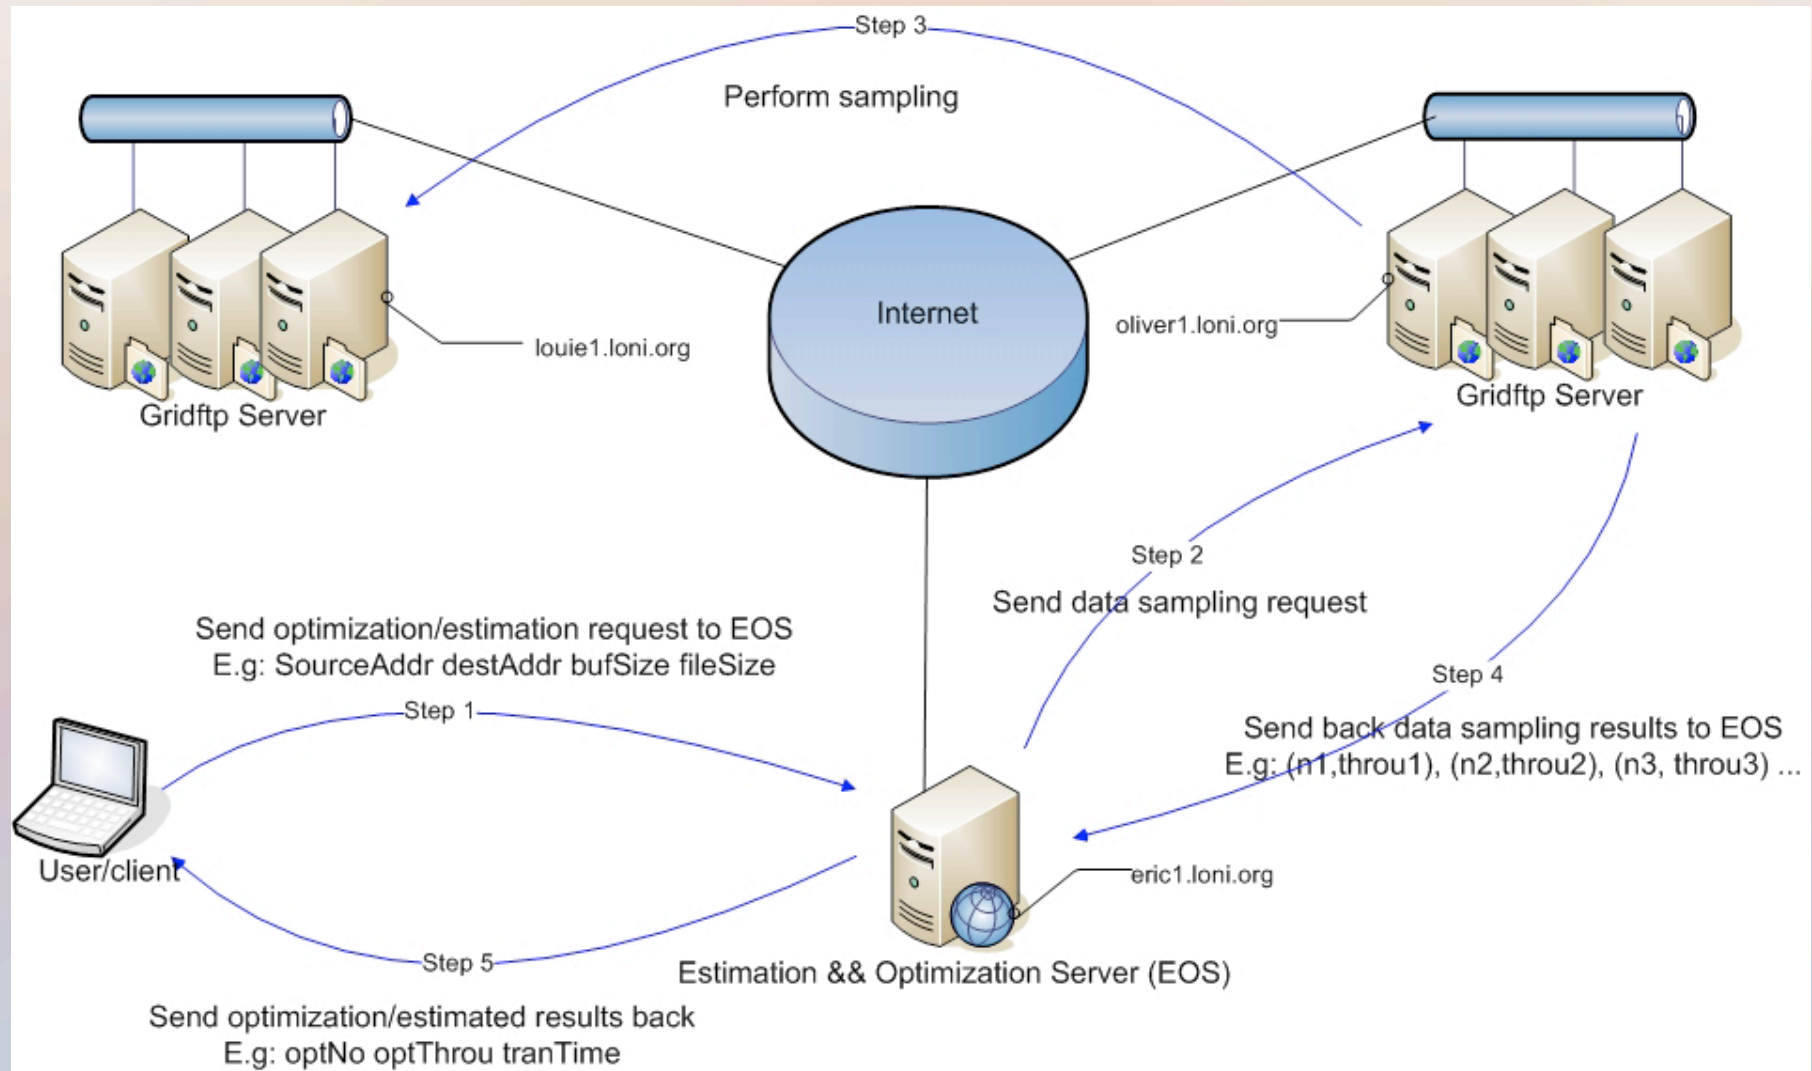 Step 3
Perform sampling
Internet
louie1.loni.org
oliver1.loni.org
Gridftp Server
Gridftp Server
Step 2
Send data sampling request
Send optimization/estimation request to EOS
E.g: SourceAddr destAddr bufSize fileSize
Step 1
Step 4
Send back data sampling results to EOS
E.g: (n1,throu1), (n2,throu2), (n3, throu3) ...
User/client
eric1.loni.org
Step 5
Estimation && Optimization Server (EOS)
Send optimization/estimated results back
E.g: optNo optThrou tranTime